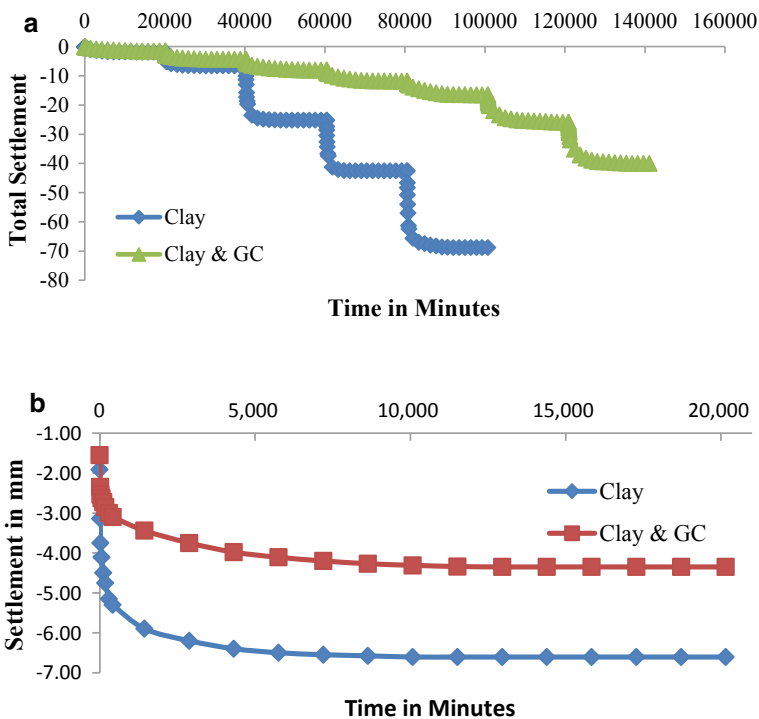 a
0 20000 40000 60000 80000 100000 120000 140000 160000
0
-10
-20
-30
-40
-50
-60
-70
-80
Total Settlement
Clay
Clay & GC
Time in Minutes
b
0 5,000 10,000 15,000 20,000
-1.00
-2.00
-3.00
-4.00
-5.00
-6.00
-7.00
Settlement in mm
Clay
Clay & GC
Time in Minutes